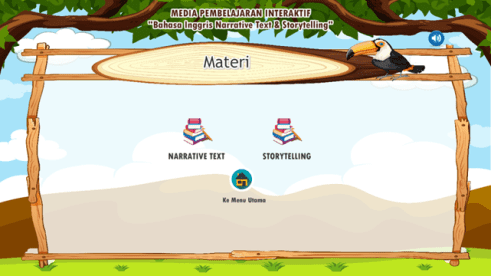 MEDIA PEMBELAJARAN INTERAKTIF
"Bahasa Inggris Narrative Text & Storytelling"
Materi
NARRATIVE TEXT
STORYTELLING
Ke Menu Utama